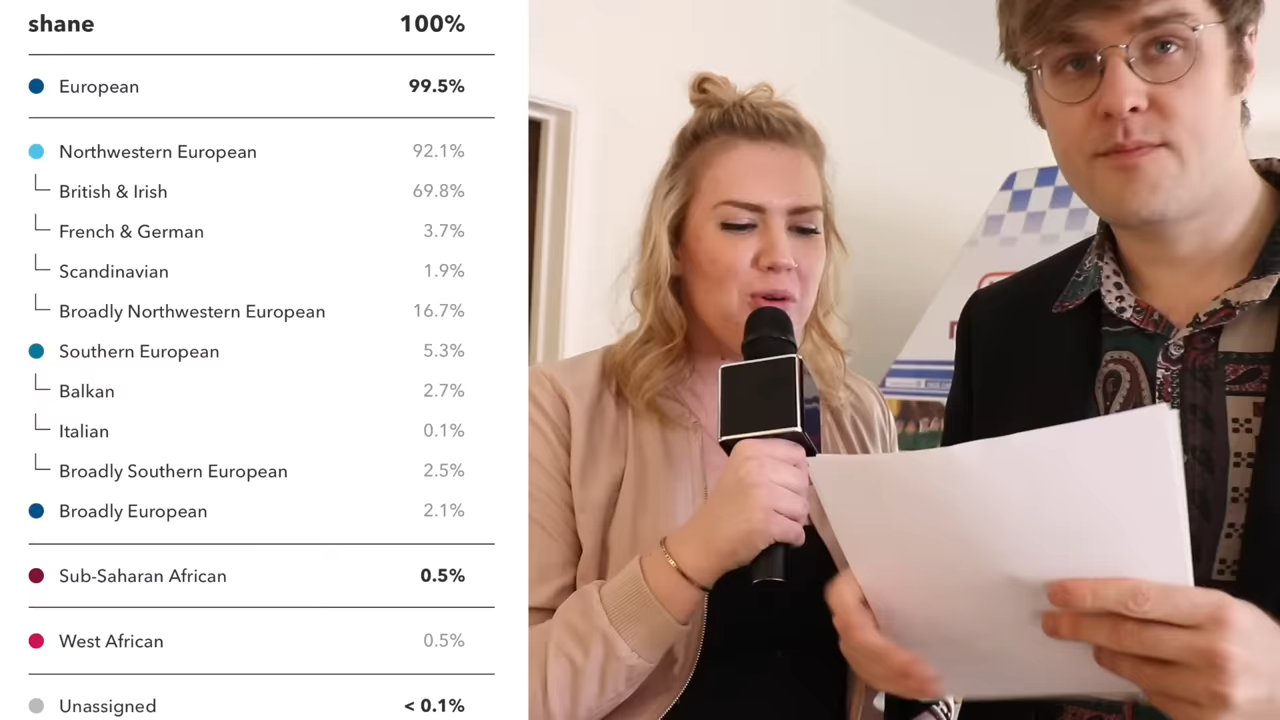 shane 100%
European 99.5%
Northwestern European 92.1%
British & Irish 69.8%
French & German 3.7%
Scandinavian 1.9%
Broadly Northwestern European 16.7%
Southern European 5.3%
Balkan 2.7%
Italian 0.1%
Broadly Southern European 2.5%
Broadly European 2.1%
Sub-Saharan African 0.5%
West African 0.5%
Unassigned < 0.1%